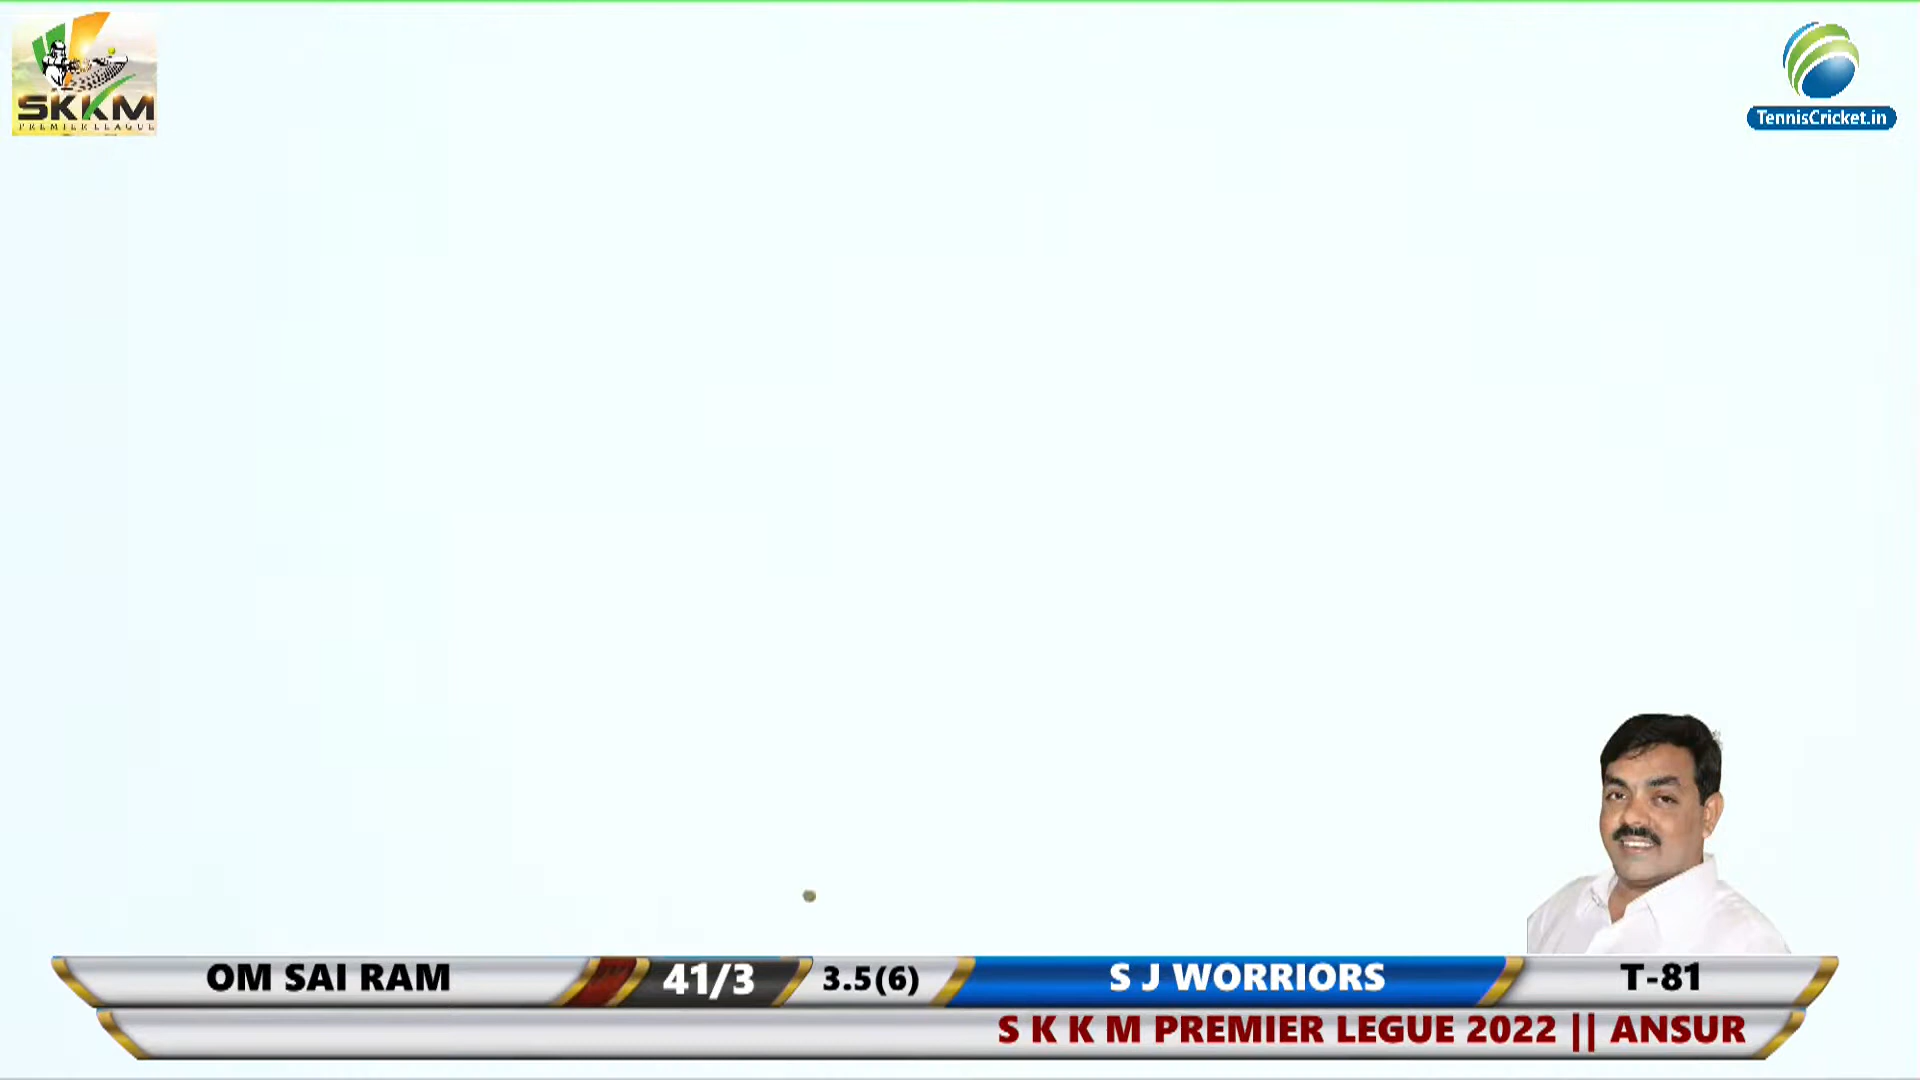 SKKM
PREMIER LEAGUE
TennisCricket.in
OM SAI RAM 41/3 3.5(6) S J WORRIORS T-81
S K K M PREMIER LEGUE 2022 || ANSUR